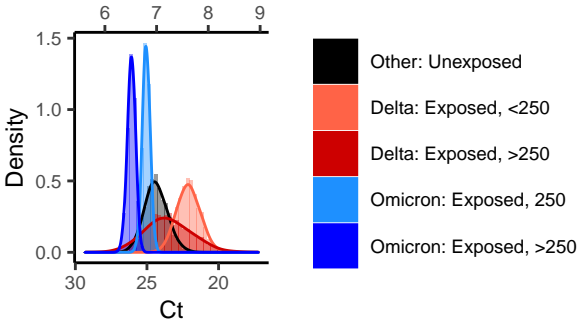 6 7 8 9
1.5
1.0
0.5
0.0
Density
30 25 20
Ct
Other: Unexposed
Delta: Exposed, <250
Delta: Exposed, >250
Omicron: Exposed, 250
Omicron: Exposed, >250